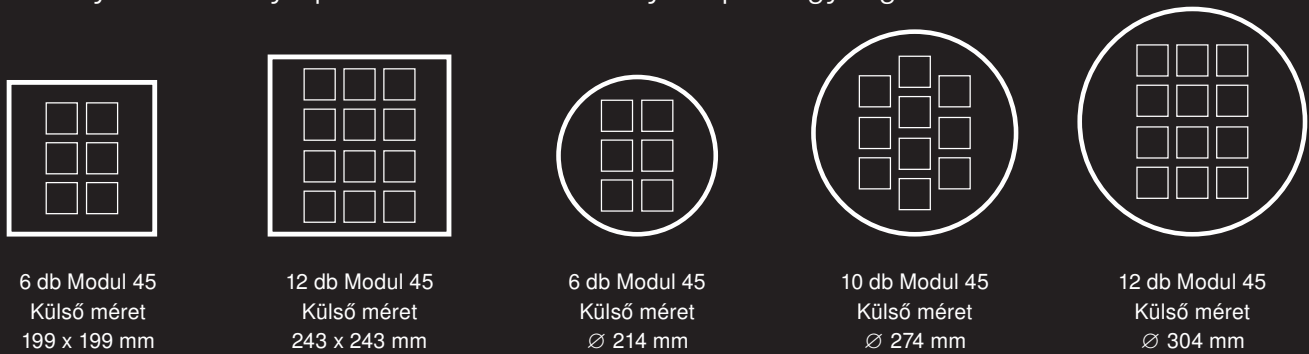 6 db Modul 45
Külső méret
199 x 199 mm
12 db Modul 45
Külső méret
243 x 243 mm
6 db Modul 45
Külső méret
∅ 214 mm
10 db Modul 45
Külső méret
∅ 274 mm
12 db Modul 45
Külső méret
∅ 304 mm